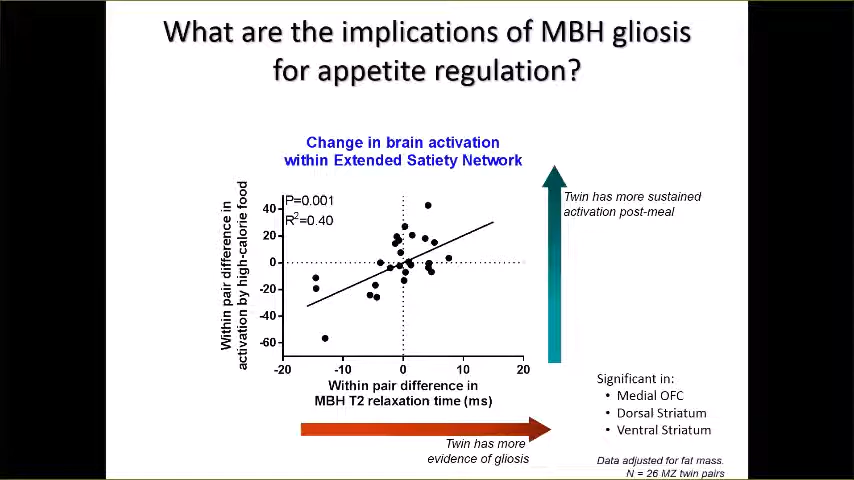 What are the implications of MBH gliosis
for appetite regulation?
Change in brain activation
within Extended Satiety Network
Within pair difference in
activation by high-calorie food
P=0.001
R2=0.40
40
20
0
-20
-40
-60
-20
-10
0
10
20
Within pair difference in
MBH T2 relaxation time (ms)
Twin has more
evidence of gliosis
Twin has more sustained
activation post-meal
Significant in:
• Medial OFC
• Dorsal Striatum
• Ventral Striatum
Data adjusted for fat mass.
N = 26 MZ twin pairs